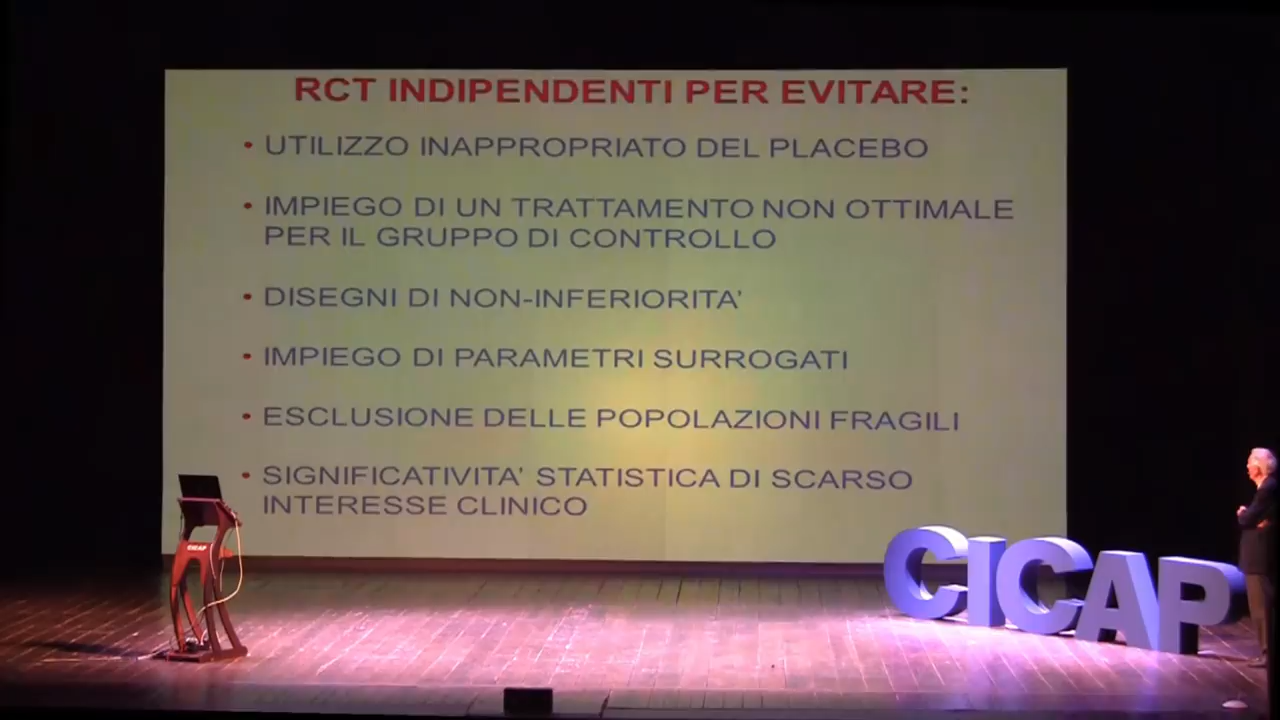 RCT INDIPENDENTI PER EVITARE:
• UTILIZZO INAPPROPRIATO DEL PLACEBO
• IMPIEGO DI UN TRATTAMENTO NON OTTIMALE
PER IL GRUPPO DI CONTROLLO
• DISEGNI DI NON-INFERIORITA'
• IMPIEGO DI PARAMETRI SURROGATI
• ESCLUSIONE DELLE POPOLAZIONI FRAGILI
• SIGNIFICATIVITA' STATISTICA DI SCARSO
INTERESSE CLINICO
CICAP
CICAP